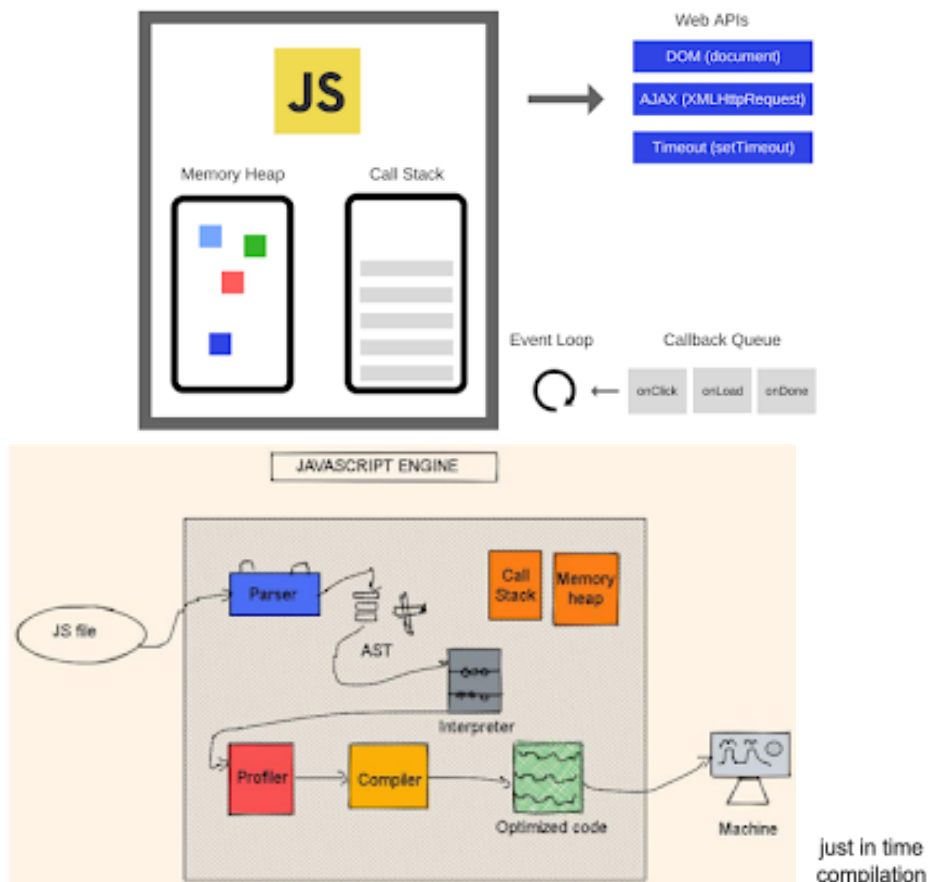 Web APIs
DOM (document)
JS
AJAX (XMLHttpRequest)
Timeout (setTimeout)
Memory Heap
Call Stack
Event Loop
Callback Queue
onClick
onLoad
onDone
JAVASCRIPT ENGINE
Call
Stack
Memory
heap
Parser
JS file
AST
Interpreter
Profiler
Compiler
Optimized code
Machine
just in time
compilation